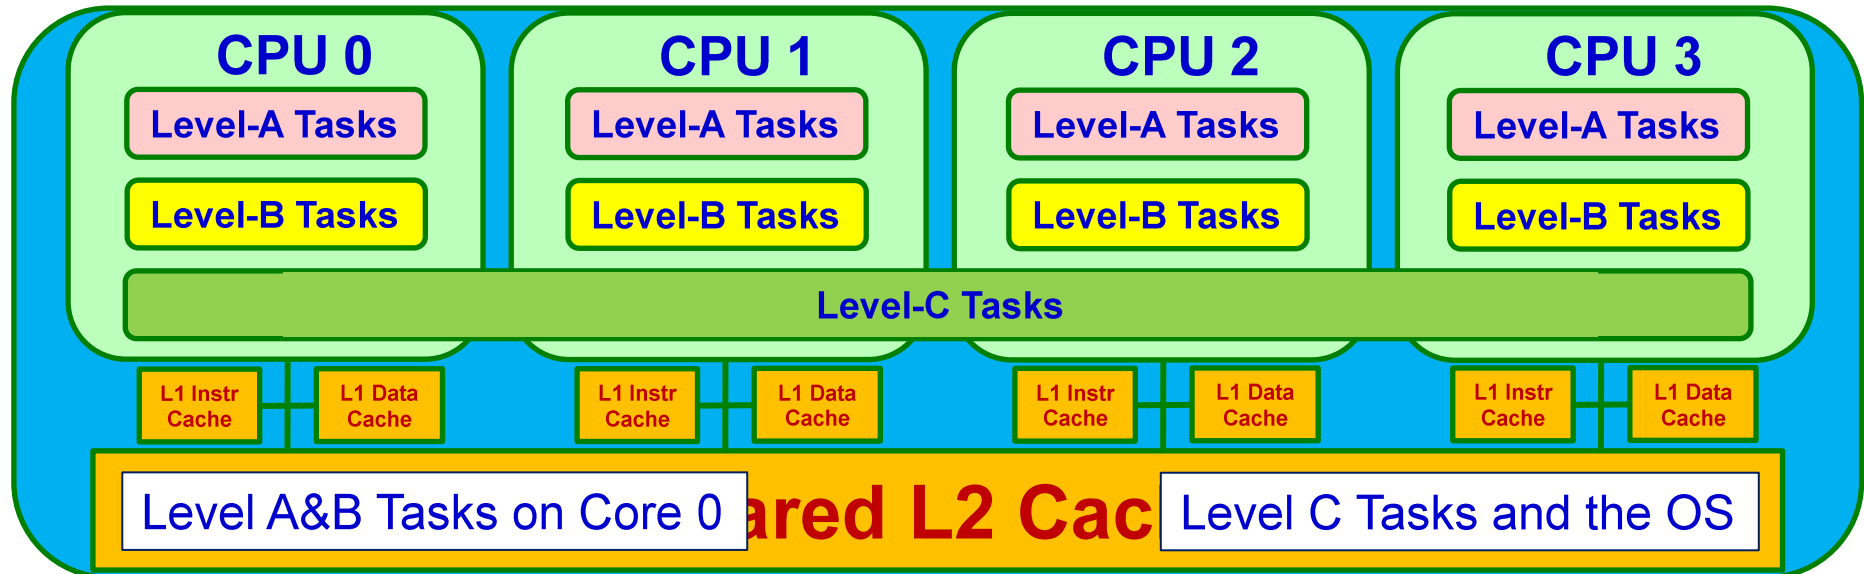 CPU 0 CPU 1 CPU 2 CPU 3
Level-A Tasks Level-A Tasks Level-A Tasks Level-A Tasks
Level-B Tasks Level-B Tasks Level-B Tasks Level-B Tasks
Level-C Tasks
L1 Instr L1 Data L1 Instr L1 Data L1 Instr L1 Data L1 Instr L1 Data
Cache Cache Cache Cache Cache Cache Cache Cache
Level A&B Tasks on Core 0 ared L2 Cac Level C Tasks and the OS